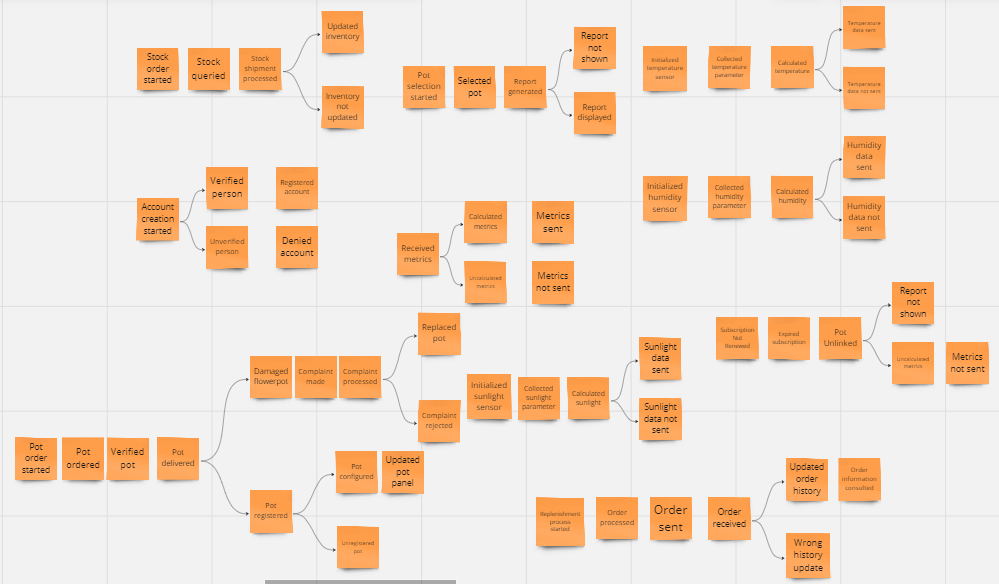 Stock
order
started
Stock
queried
Stock
shipment
processed
Updated
inventory
Inventory
not
updated
Pot
selection
started
Selected
pot
Report
generated
Report
not
shown
Report
displayed
Initialized
temperature
sensor
Collected
temperature
parameter
Calculated
temperature
Temperature
data sent
Temperature
data not sent
Account
creation
started
Verified
person
Registered
account
Unverified
person
Denied
account
Received
metrics
Calculated
metrics
Metrics
sent
Uncalculated
metrics
Metrics
not sent
Initialized
humidity
sensor
Collected
humidity
parameter
Calculated
humidity
Humidity
data
sent
Humidity
data not
sent
Pot
order
started
Pot
ordered
Verified
pot
Pot
delivered
Damaged
flowerpot
Complaint
made
Complaint
processed
Replaced
pot
Complaint
rejected
Pot
registered
Pot
configured
Updated
pot
panel
Unregistered
pot
Initialized
sunlight
sensor
Collected
sunlight
parameter
Calculated
sunlight
Sunlight
data
sent
Sunlight
data not
sent
Subscription
Not
Renewed
Expired
subscription
Pot
Unlinked
Report
not
shown
Uncalculated
metrics
Metrics
not sent
Replenishment
process
started
Order
processed
Order
sent
Order
received
Updated
order
history
Order
information
consulted
Wrong
history
update